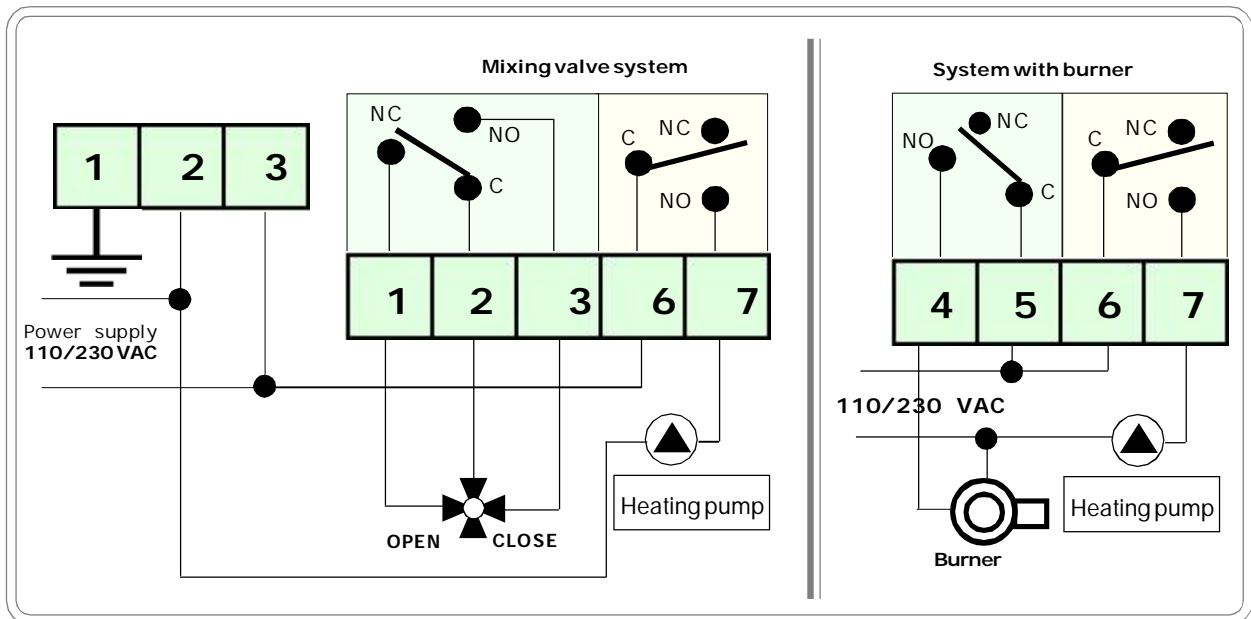 Mixing valve system
NC
NO
C
C
NC
NO
1 2 3
1 2 3 6 7
Power supply
110/230 VAC
OPEN CLOSE
Heating pump
System with burner
NO
NC
C
C
NC
NO
4 5 6 7
110/230 VAC
Heating pump
Burner